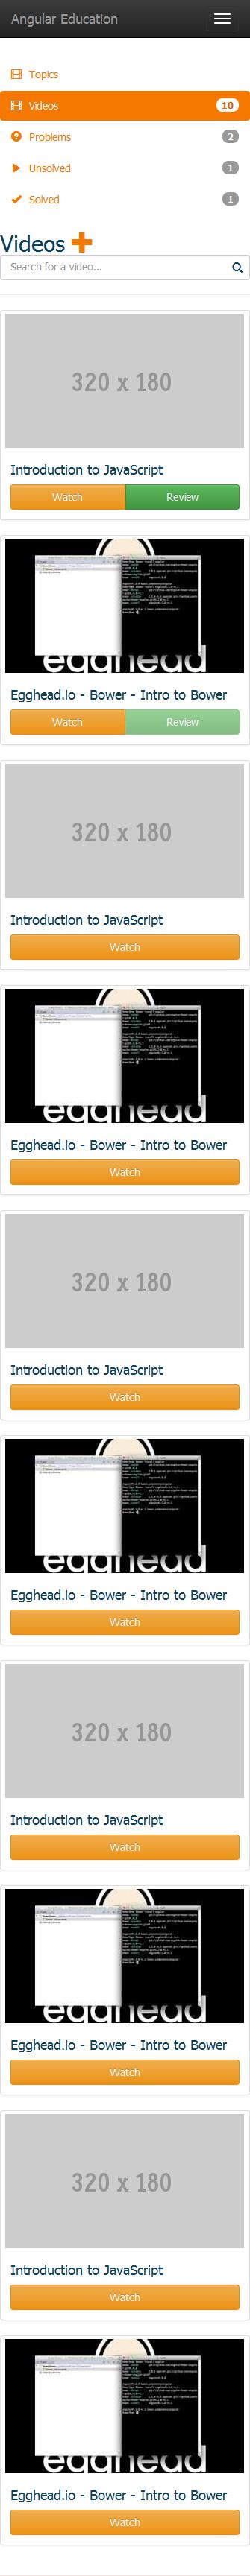 Angular Education
Topics
Videos 10
Problems 2
Unsolved 1
Solved 1
Videos
Search for a video...
320 x 180
Introduction to JavaScript
Watch Review
egghead
Egghead.io - Bower - Intro to Bower
Watch Review
320 x 180
Introduction to JavaScript
Watch
egghead
Egghead.io - Bower - Intro to Bower
Watch
320 x 180
Introduction to JavaScript
Watch
egghead
Egghead.io - Bower - Intro to Bower
Watch
320 x 180
Introduction to JavaScript
Watch
egghead
Egghead.io - Bower - Intro to Bower
Watch
320 x 180
Introduction to JavaScript
Watch
egghead
Egghead.io - Bower - Intro to Bower
Watch